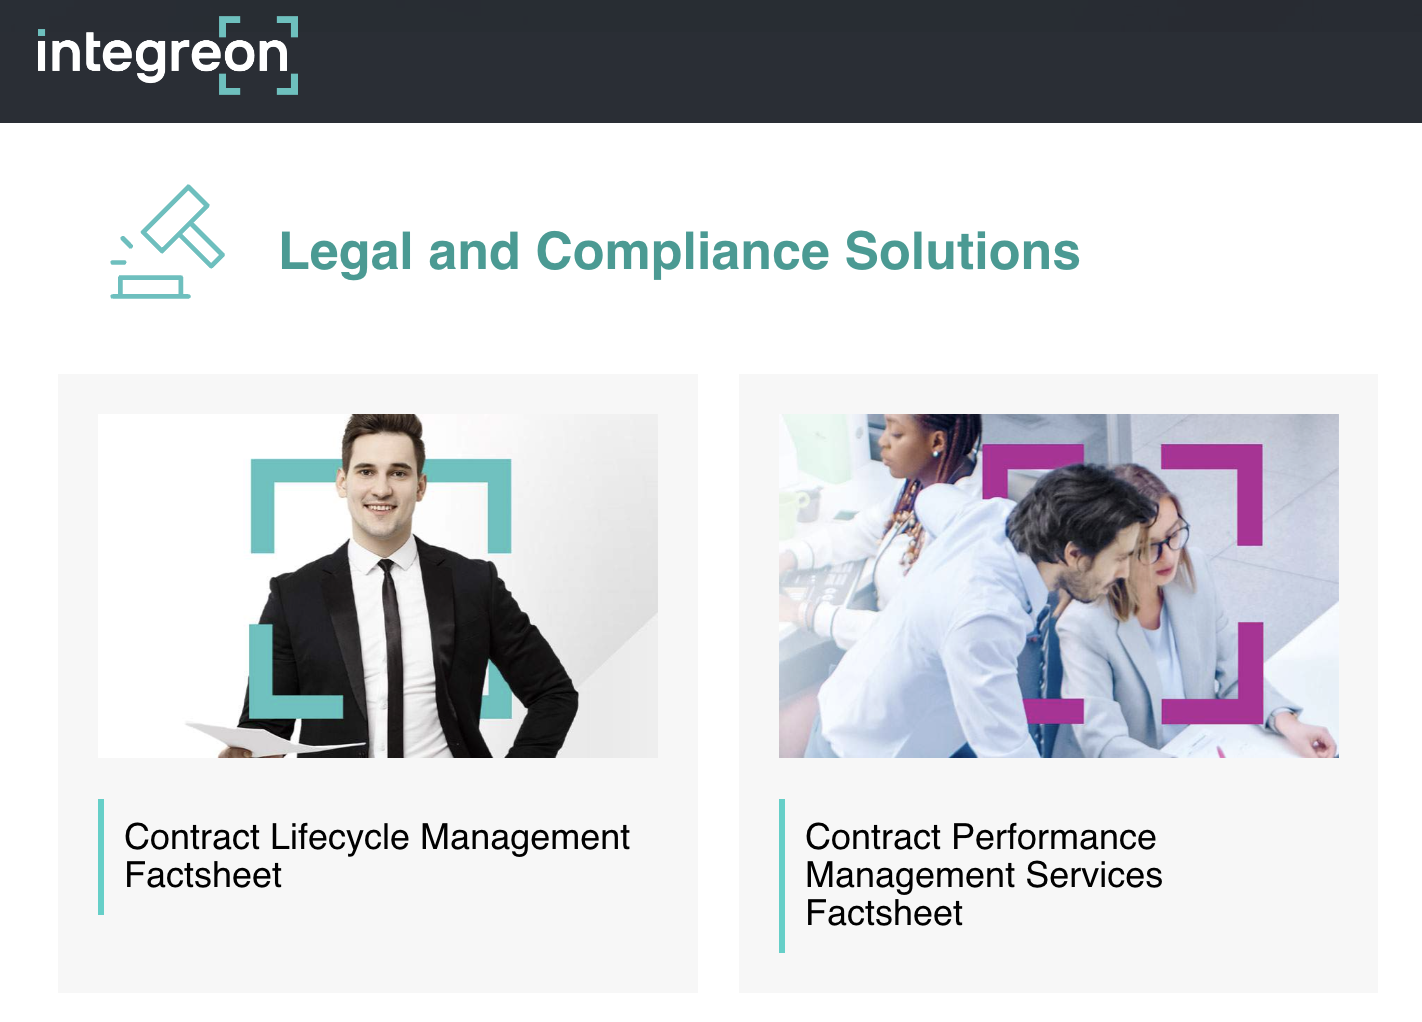 integreon
Legal and Compliance Solutions
Contract Lifecycle Management
Factsheet
Contract Performance
Management Services
Factsheet